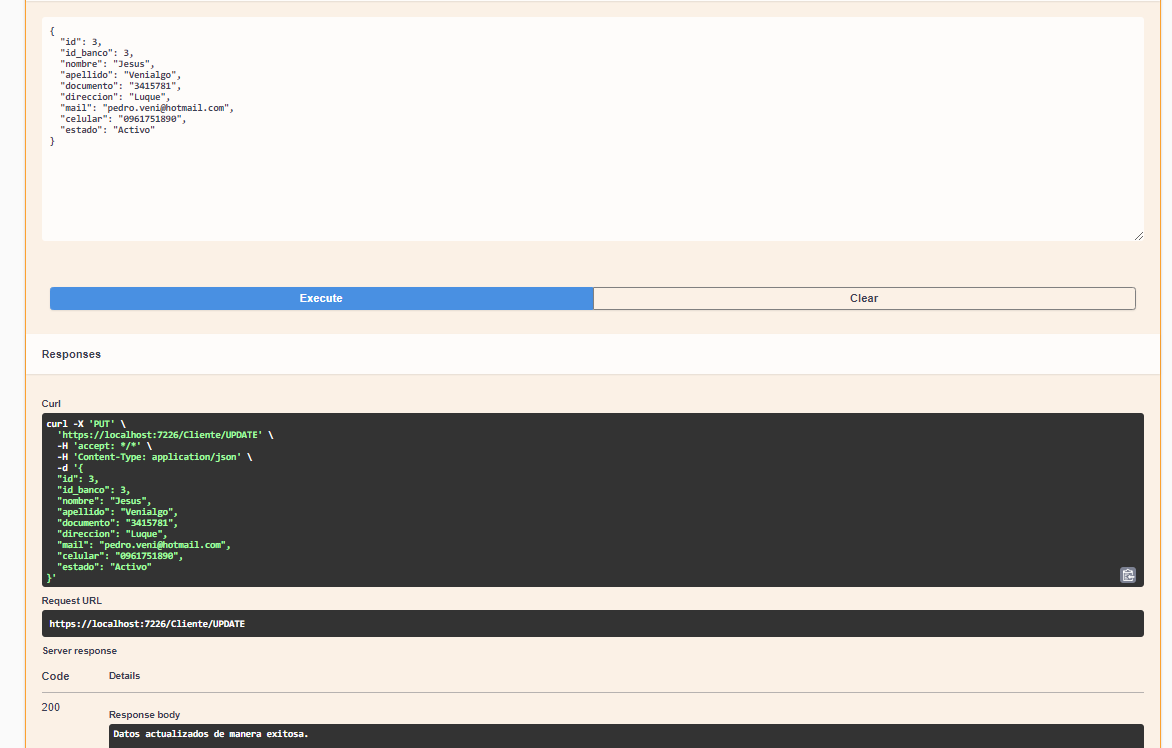 {
  "id": 3,
  "id_banco": 3,
  "nombre": "Jesus",
  "apellido": "Venialgo",
  "documento": "3415781",
  "direccion": "Luque",
  "mail": "pedro.veni@hotmail.com",
  "celular": "0961751890",
  "estado": "Activo"
}
Execute
Clear
Responses
Curl
curl -X 'PUT' \
  'https://localhost:7226/Cliente/UPDATE' \
  -H 'accept: */*' \
  -H 'Content-Type: application/json' \
  -d '{
  "id": 3,
  "id_banco": 3,
  "nombre": "Jesus",
  "apellido": "Venialgo",
  "documento": "3415781",
  "direccion": "Luque",
  "mail": "pedro.veni@hotmail.com",
  "celular": "0961751890",
  "estado": "Activo"
}'
Request URL
https://localhost:7226/Cliente/UPDATE
Server response
Code
Details
200
Response body
Datos actualizados de manera exitosa.